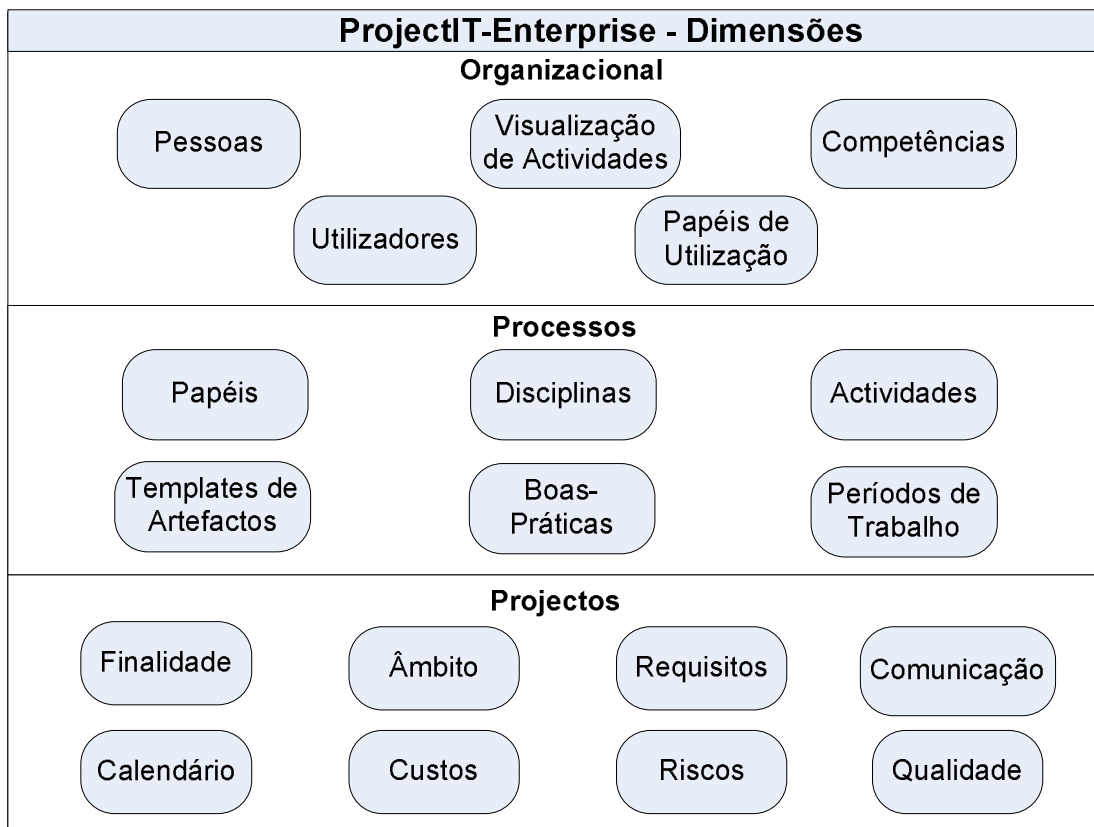 ProjectIT-Enterprise - Dimensões
Organizacional
Pessoas
Visualização
de Actividades
Competências
Utilizadores
Papéis de
Utilização
Processos
Papéis
Disciplinas
Actividades
Templates de
Artefactos
Boas-
Práticas
Períodos de
Trabalho
Projectos
Finalidade
Âmbito
Requisitos
Comunicação
Calendário
Custos
Riscos
Qualidade